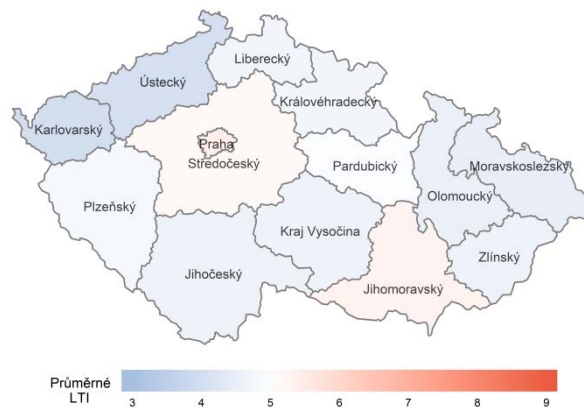 Liberecký
Ústecký
Královéhradecký
Karlovarský
Praha
Středočeský
Pardubický
Moravskoslezský
Olomoucký
Plzeňský
Kraj Vysočina
Zlínský
Jihočeský
Jihomoravský
Průměrné
LTI
3 4 5 6 7 8 9